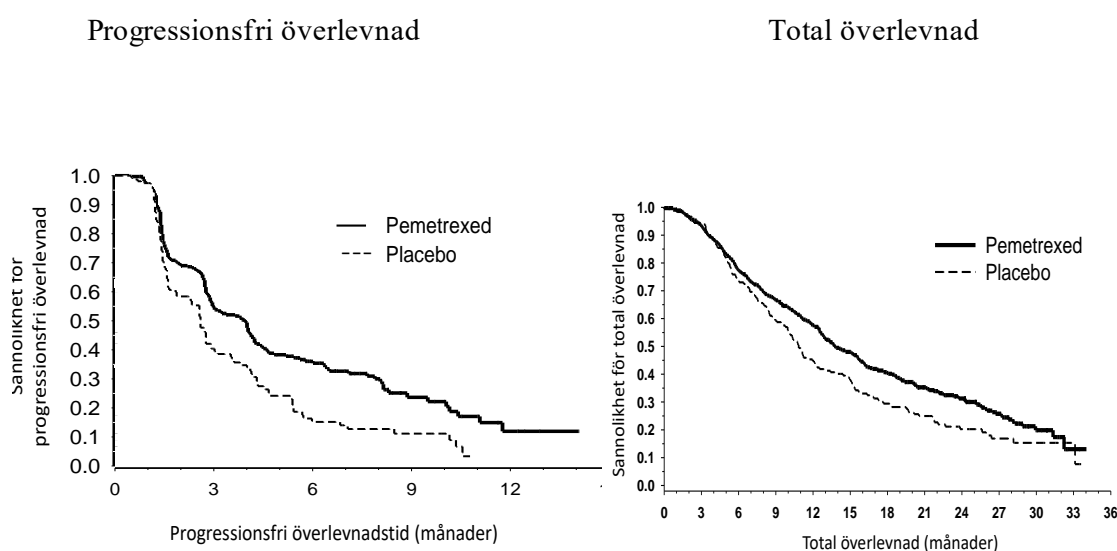 Progressionsfri överlevnad
Total överlevnad
Sannolikhet för
progressionsfri överlevnad
1.0
0.9
0.8
0.7
0.6
0.5
0.4
0.3
0.2
0.1
0.0
Pemetrexed
Placebo
0 3 6 9 12
Progressionsfri överlevnadstid (månader)
Sannolikhet för total överlevnad
1.0
0.9
0.8
0.7
0.6
0.5
0.4
0.3
0.2
0.1
0.0
Pemetrexed
Placebo
0 3 6 9 12 15 18 21 24 27 30 33 36
Total överlevnad (månader)